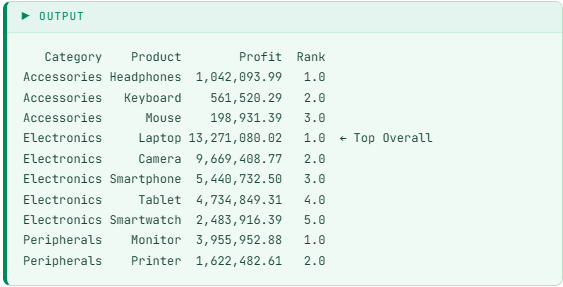 ▶ OUTPUT
Category Product Profit Rank
Accessories Headphones 1,042,093.99 1.0
Accessories Keyboard 561,520.29 2.0
Accessories Mouse 198,931.39 3.0
Electronics Laptop 13,271,080.02 1.0 ← Top Overall
Electronics Camera 9,669,408.77 2.0
Electronics Smartphone 5,440,732.50 3.0
Electronics Tablet 4,734,849.31 4.0
Electronics Smartwatch 2,483,916.39 5.0
Peripherals Monitor 3,955,952.88 1.0
Peripherals Printer 1,622,482.61 2.0